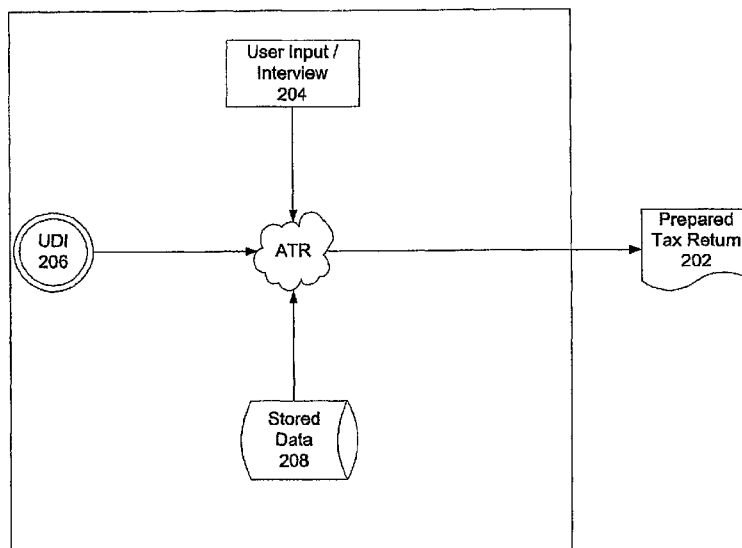 User Input /
Interview
204
UDI
206
ATR
Prepared
Tax Return
202
Stored
Data
208